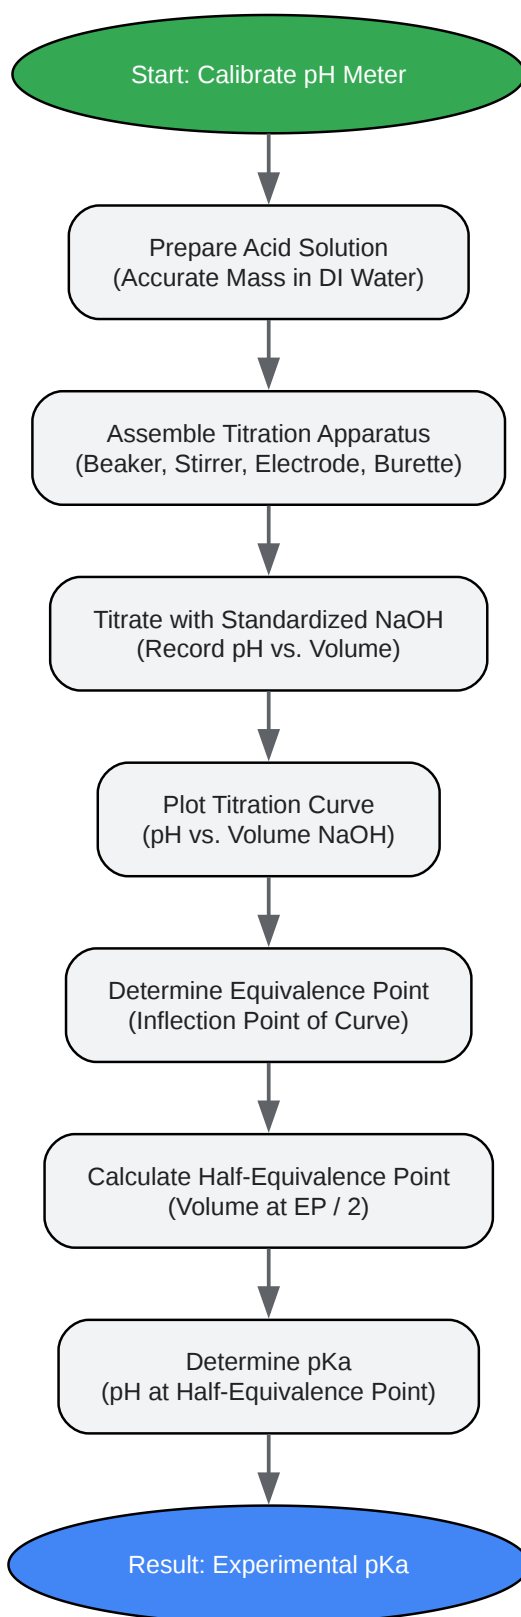 Start: Calibrate pH Meter
Prepare Acid Solution
(Accurate Mass in DI Water)
Assemble Titration Apparatus
(Beaker, Stirrer, Electrode, Burette)
Titrate with Standardized NaOH
(Record pH vs. Volume)
Plot Titration Curve
(pH vs. Volume NaOH)
Determine Equivalence Point
(Inflection Point of Curve)
Calculate Half-Equivalence Point
(Volume at EP / 2)
Determine pKa
(pH at Half-Equivalence Point)
Result: Experimental pKa